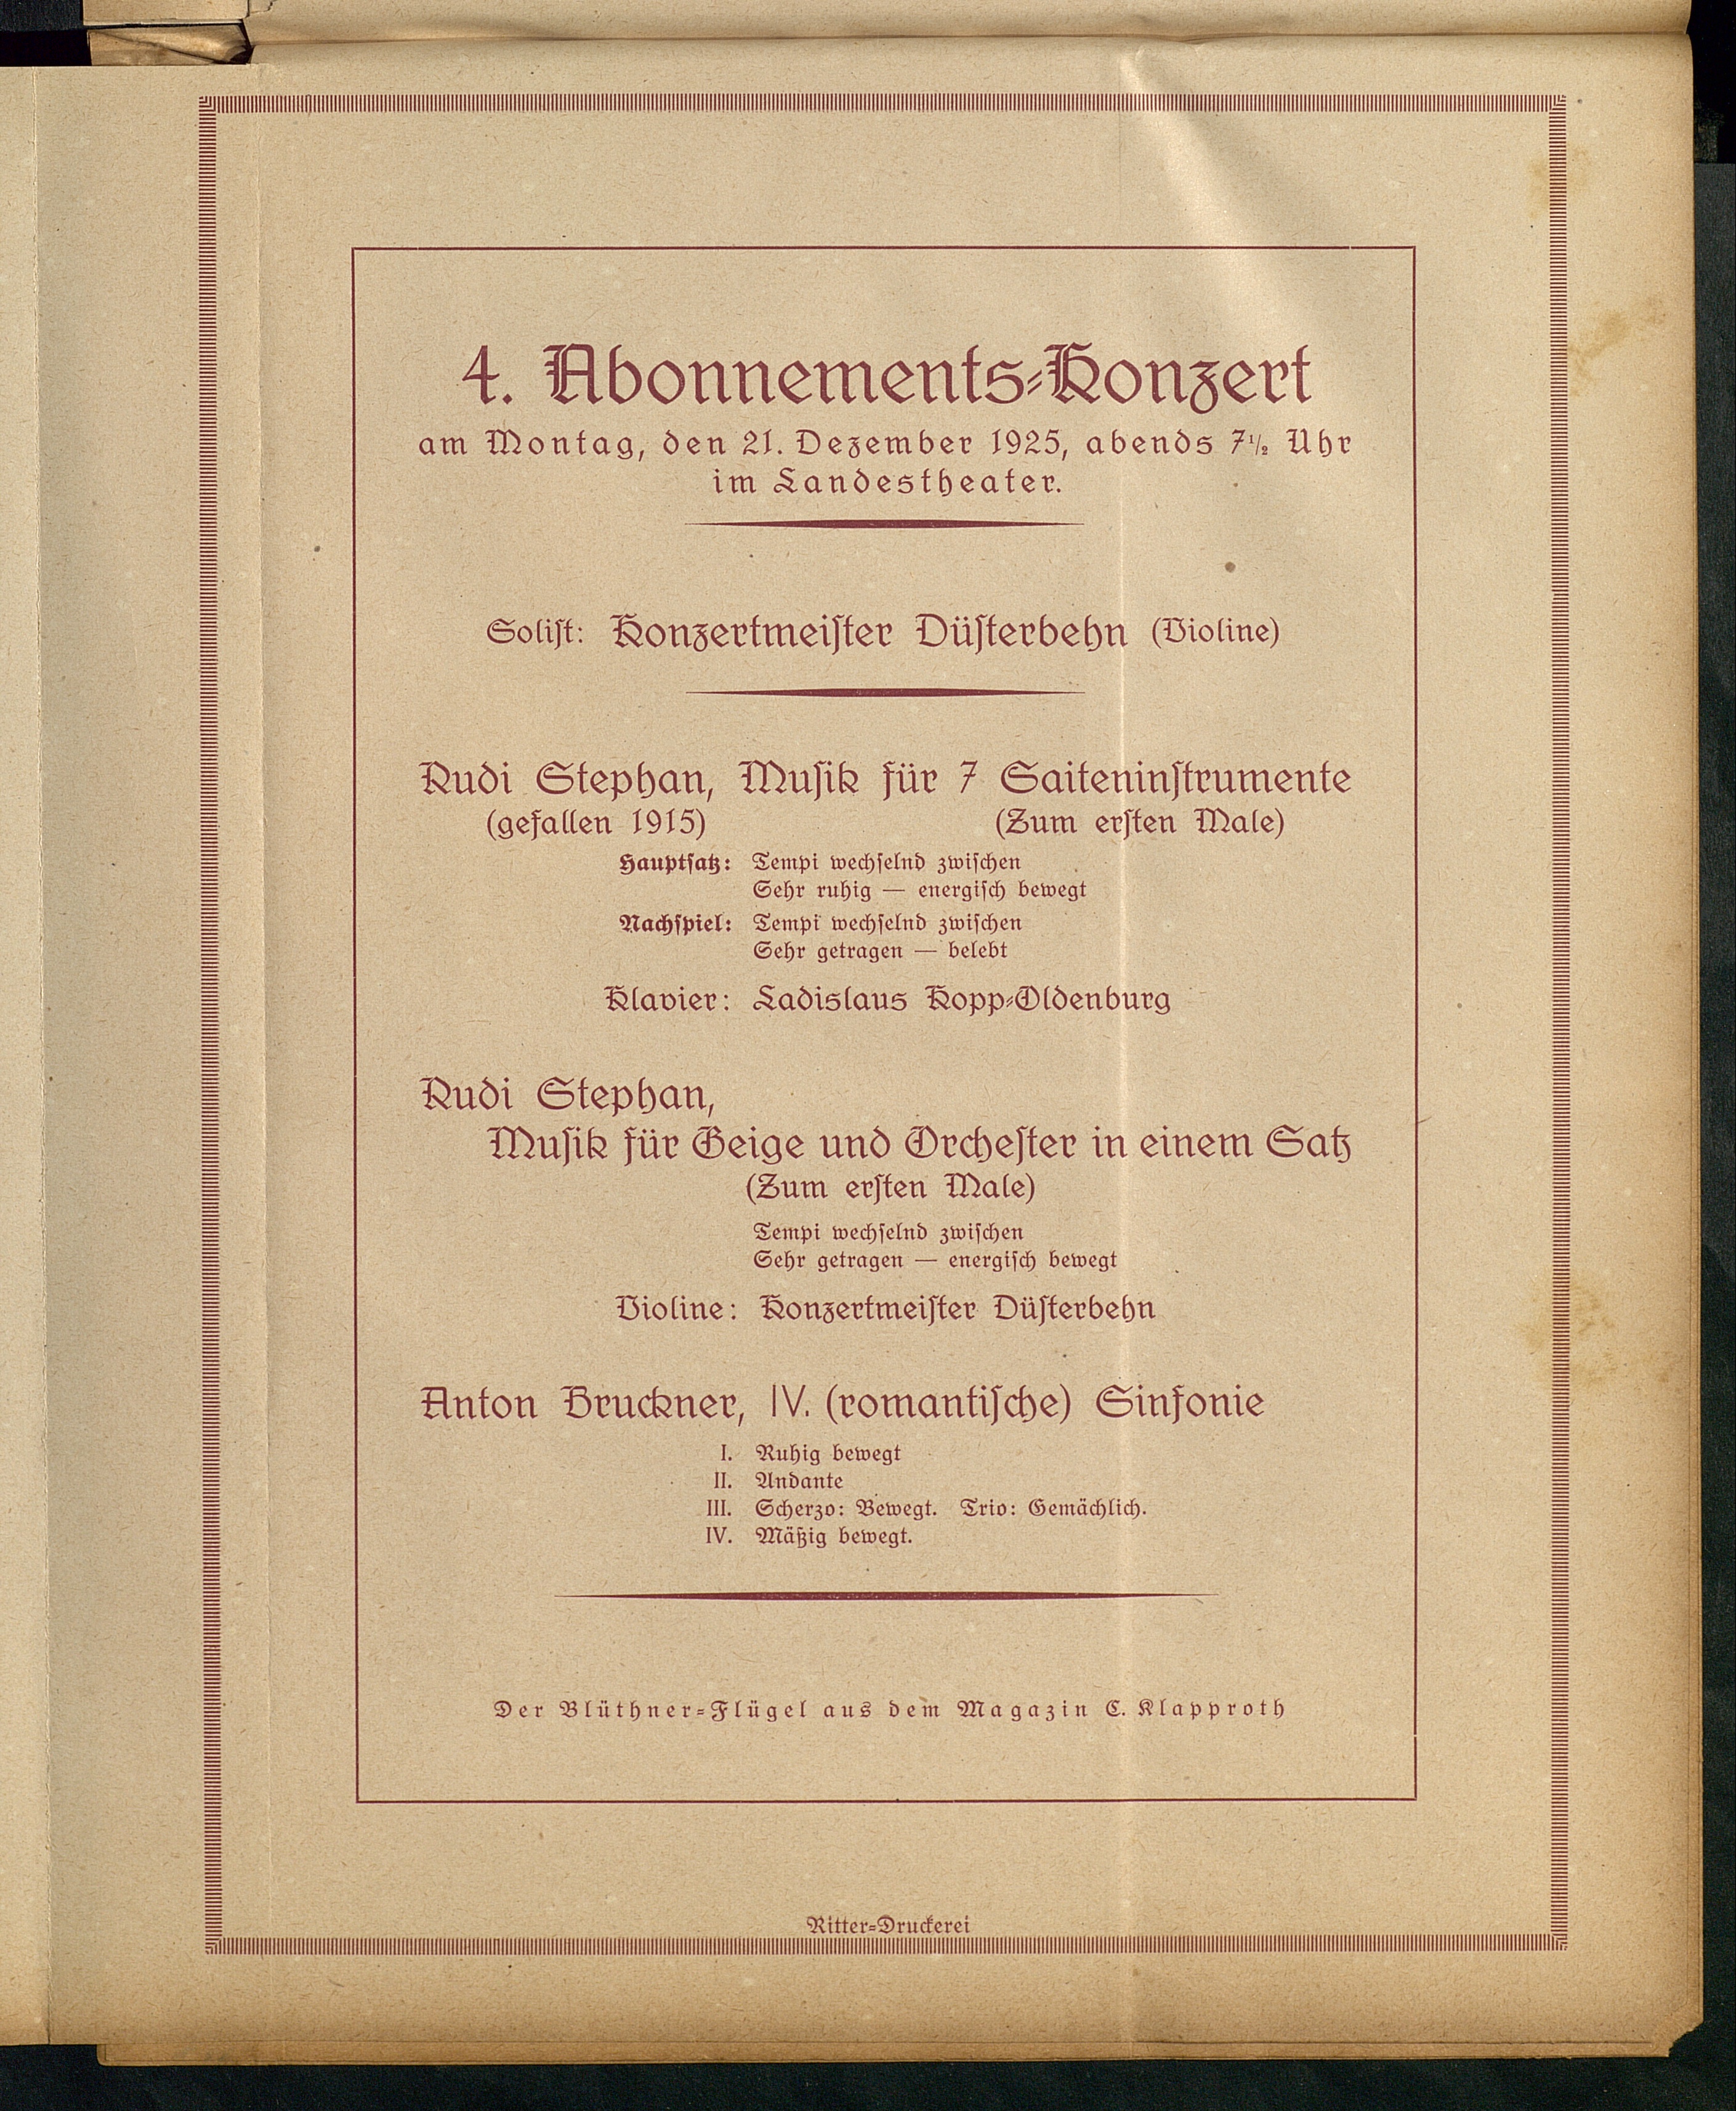 4. Abonnements-Konzert
am Montag, den 21. Dezember 1925, abends 7½ Uhr
im Landestheater.
Solist: Konzertmeister Düsterbehn (Violine)
Rudi Stephan, Musik für 7 Saiteninstrumente
(gefallen 1915) (Zum ersten Male)
Hauptsatz: Tempi wechselnd zwischen
Sehr ruhig — energisch bewegt
Nachspiel: Tempi wechselnd zwischen
Sehr getragen — belebt
Klavier: Ladislaus Kopp-Oldenburg
Rudi Stephan,
Musik für Geige und Orchester in einem Satz
(Zum ersten Male)
Tempi wechselnd zwischen
Sehr getragen — energisch bewegt
Violine: Konzertmeister Düsterbehn
Anton Bruckner, IV. (romantische) Sinfonie
I. Ruhig bewegt
II. Andante
III. Scherzo: Bewegt. Trio: Gemächlich.
IV. Mäßig bewegt.
Der Blüthner-Flügel aus dem Magazin C. Klapproth
Ritter-Druckerei